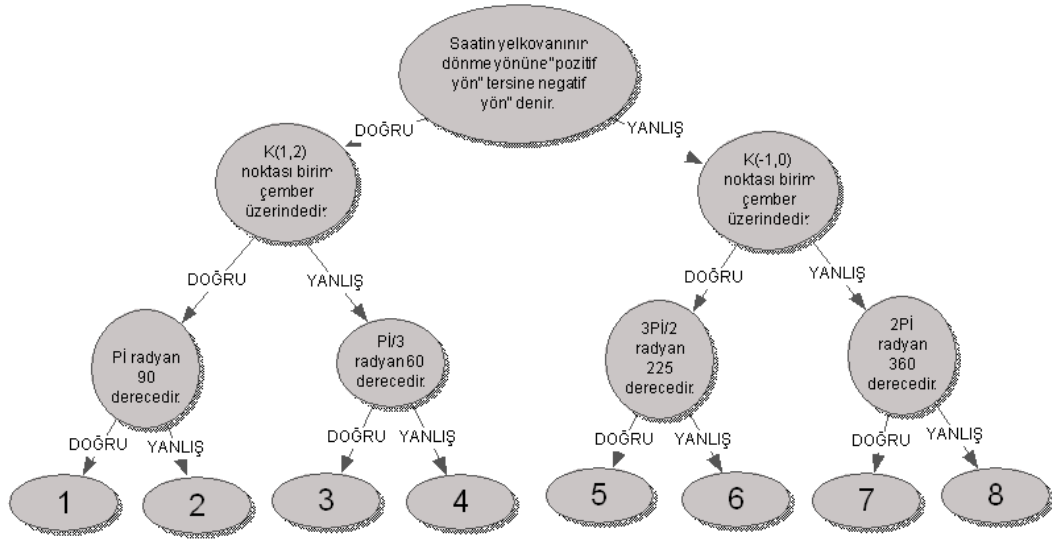 Saatin yelkovanının
dönme yönüne "pozitif
yön" tersine negatif
yön" denir.
DOĞRU
YANLIŞ
K(1,2)
noktası birim
çember
üzerindedir.
K(-1,0)
noktası birim
çember
üzerindedir.
DOĞRU
YANLIŞ
DOĞRU
YANLIŞ
Pİ radyan
90
derecedir.
Pİ/3
radyan 60
derecedir.
3Pİ/2
radyan
225
derecedir.
2Pİ
radyan
360
derecedir.
DOĞRU
YANLIŞ
DOĞRU
YANLIŞ
DOĞRU
YANLIŞ
DOĞRU
YANLIŞ
1
2
3
4
5
6
7
8